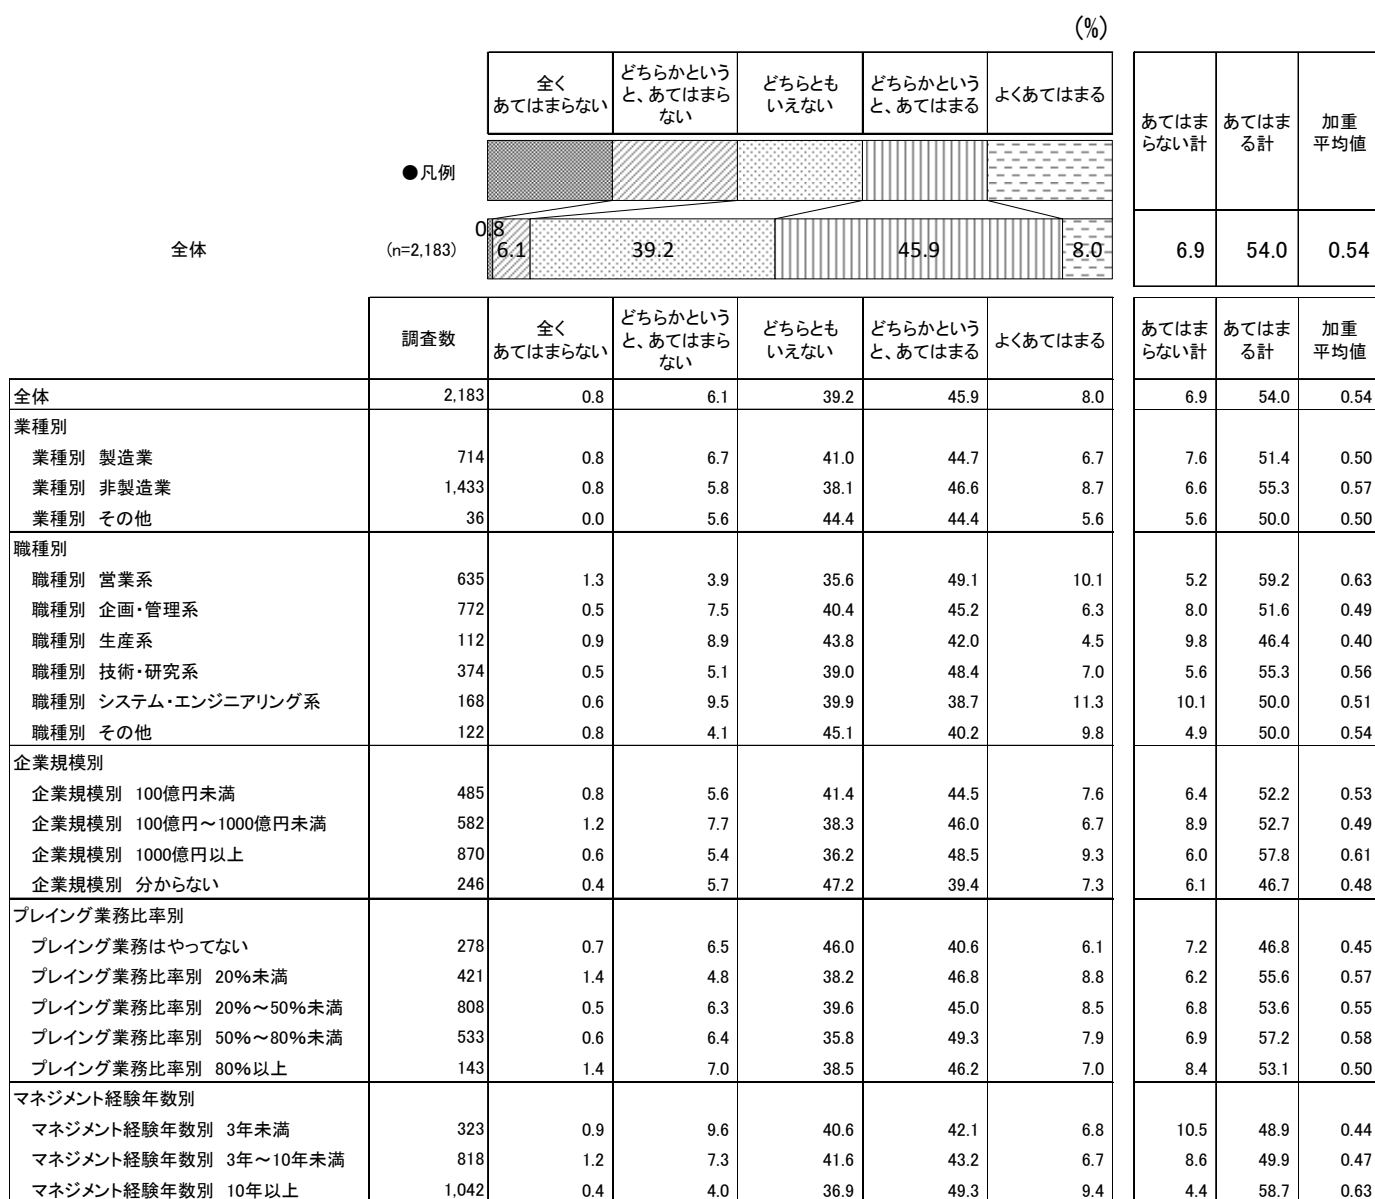 (%)
全く
あてはまらない
どちらかという
と、あてはまら
ない
どちらとも
いえない
どちらかという
と、あてはまる
よくあてはまる
あてはま
らない計
あてはま
る計
加重
平均値
●凡例
全体 (n=2,183) 0.8 6.1 39.2 45.9 8.0 6.9 54.0 0.54
調査数
全く
あてはまらない
どちらかという
と、あてはまら
ない
どちらとも
いえない
どちらかという
と、あてはまる
よくあてはまる
あてはま
らない計
あてはま
る計
加重
平均値
全体 2,183 0.8 6.1 39.2 45.9 8.0 6.9 54.0 0.54
業種別
業種別 製造業 714 0.8 6.7 41.0 44.7 6.7 7.6 51.4 0.50
業種別 非製造業 1,433 0.8 5.8 38.1 46.6 8.7 6.6 55.3 0.57
業種別 その他 36 0.0 5.6 44.4 44.4 5.6 5.6 50.0 0.50
職種別
職種別 営業系 635 1.3 3.9 35.6 49.1 10.1 5.2 59.2 0.63
職種別 企画・管理系 772 0.5 7.5 40.4 45.2 6.3 8.0 51.6 0.49
職種別 生産系 112 0.9 8.9 43.8 42.0 4.5 9.8 46.4 0.40
職種別 技術・研究系 374 0.5 5.1 39.0 48.4 7.0 5.6 55.3 0.56
職種別 システム・エンジニアリング系 168 0.6 9.5 39.9 38.7 11.3 10.1 50.0 0.51
職種別 その他 122 0.8 4.1 45.1 40.2 9.8 4.9 50.0 0.54
企業規模別
企業規模別 100億円未満 485 0.8 5.6 41.4 44.5 7.6 6.4 52.2 0.53
企業規模別 100億円～1000億円未満 582 1.2 7.7 38.3 46.0 6.7 8.9 52.7 0.49
企業規模別 1000億円以上 870 0.6 5.4 36.2 48.5 9.3 6.0 57.8 0.61
企業規模別 分からない 246 0.4 5.7 47.2 39.4 7.3 6.1 46.7 0.48
プレイング業務比率別
プレイング業務はやってない 278 0.7 6.5 46.0 40.6 6.1 7.2 46.8 0.45
プレイング業務比率別 20%未満 421 1.4 4.8 38.2 46.8 8.8 6.2 55.6 0.57
プレイング業務比率別 20%～50%未満 808 0.5 6.3 39.6 45.0 8.5 6.8 53.6 0.55
プレイング業務比率別 50%～80%未満 533 0.6 6.4 35.8 49.3 7.9 6.9 57.2 0.58
プレイング業務比率別 80%以上 143 1.4 7.0 38.5 46.2 7.0 8.4 53.1 0.50
マネジメント経験年数別
マネジメント経験年数別 3年未満 323 0.9 9.6 40.6 42.1 6.8 10.5 48.9 0.44
マネジメント経験年数別 3年～10年未満 818 1.2 7.3 41.6 43.2 6.7 8.6 49.9 0.47
マネジメント経験年数別 10年以上 1,042 0.4 4.0 36.9 49.3 9.4 4.4 58.7 0.63